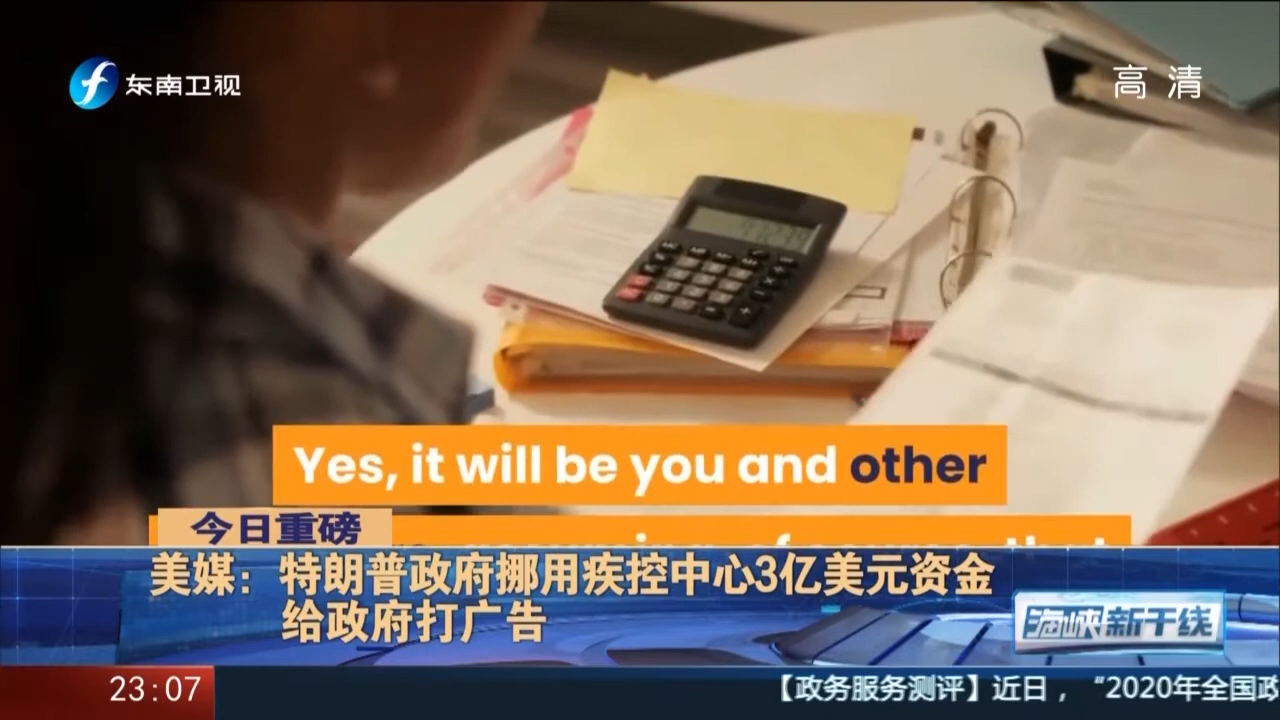 东南卫视
高清
Yes, it will be you and other
今日重磅
美媒：特朗普政府挪用疾控中心3亿美元资金
给政府打广告
海峡新干线
23:07
【政务服务测评】近日，“2020年全国政